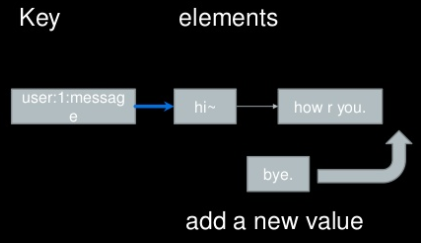 Key
elements
user:1:messag
e
hi~
how r you.
bye.
add a new value